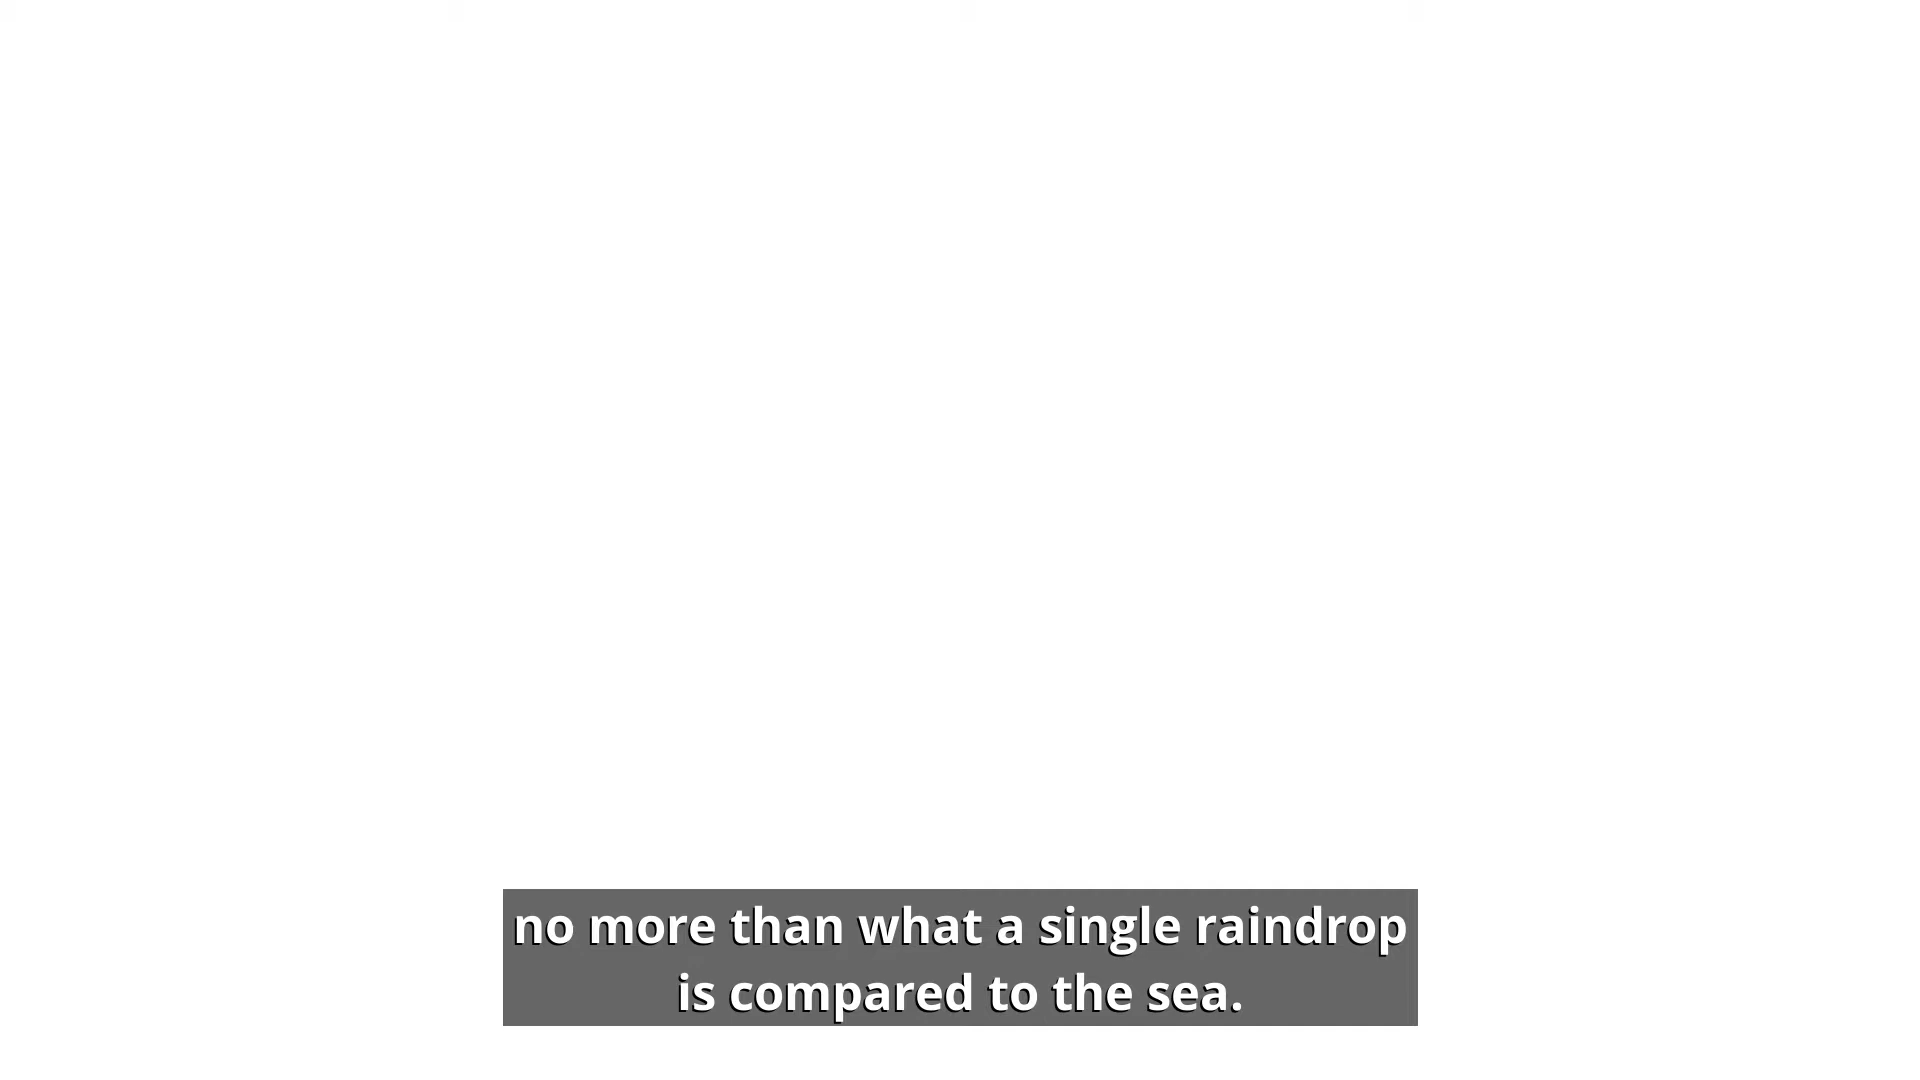 no more than what a single raindrop
is compared to the sea.